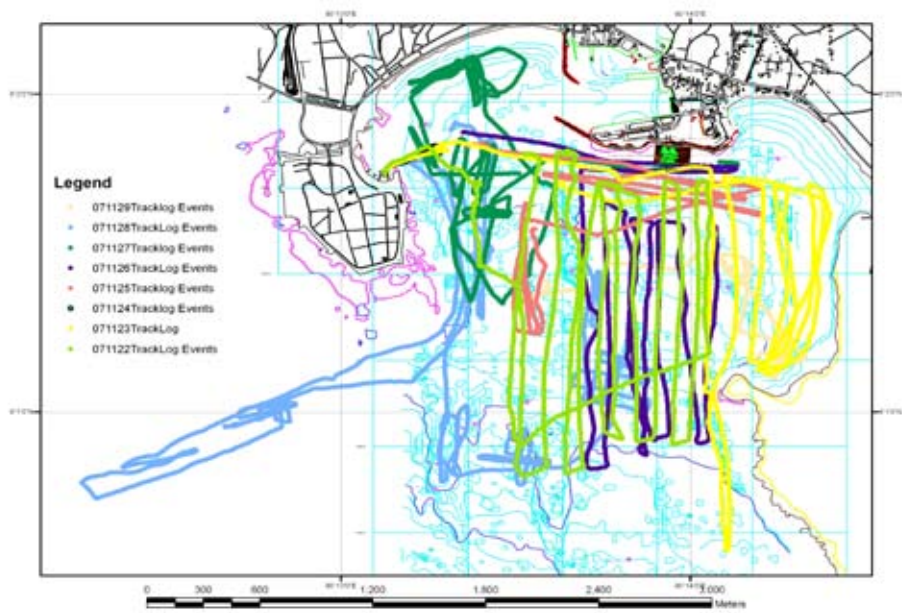 Legend
071129Tracklog Events
071128TrackLog Events
071127TrackLog Events
071126TrackLog Events
071125TrackLog Events
071124Tracklog Events
071123TrackLog
071122TrackLog Events
0 300 600 1,200 1,800 2,400 3,000
Meters